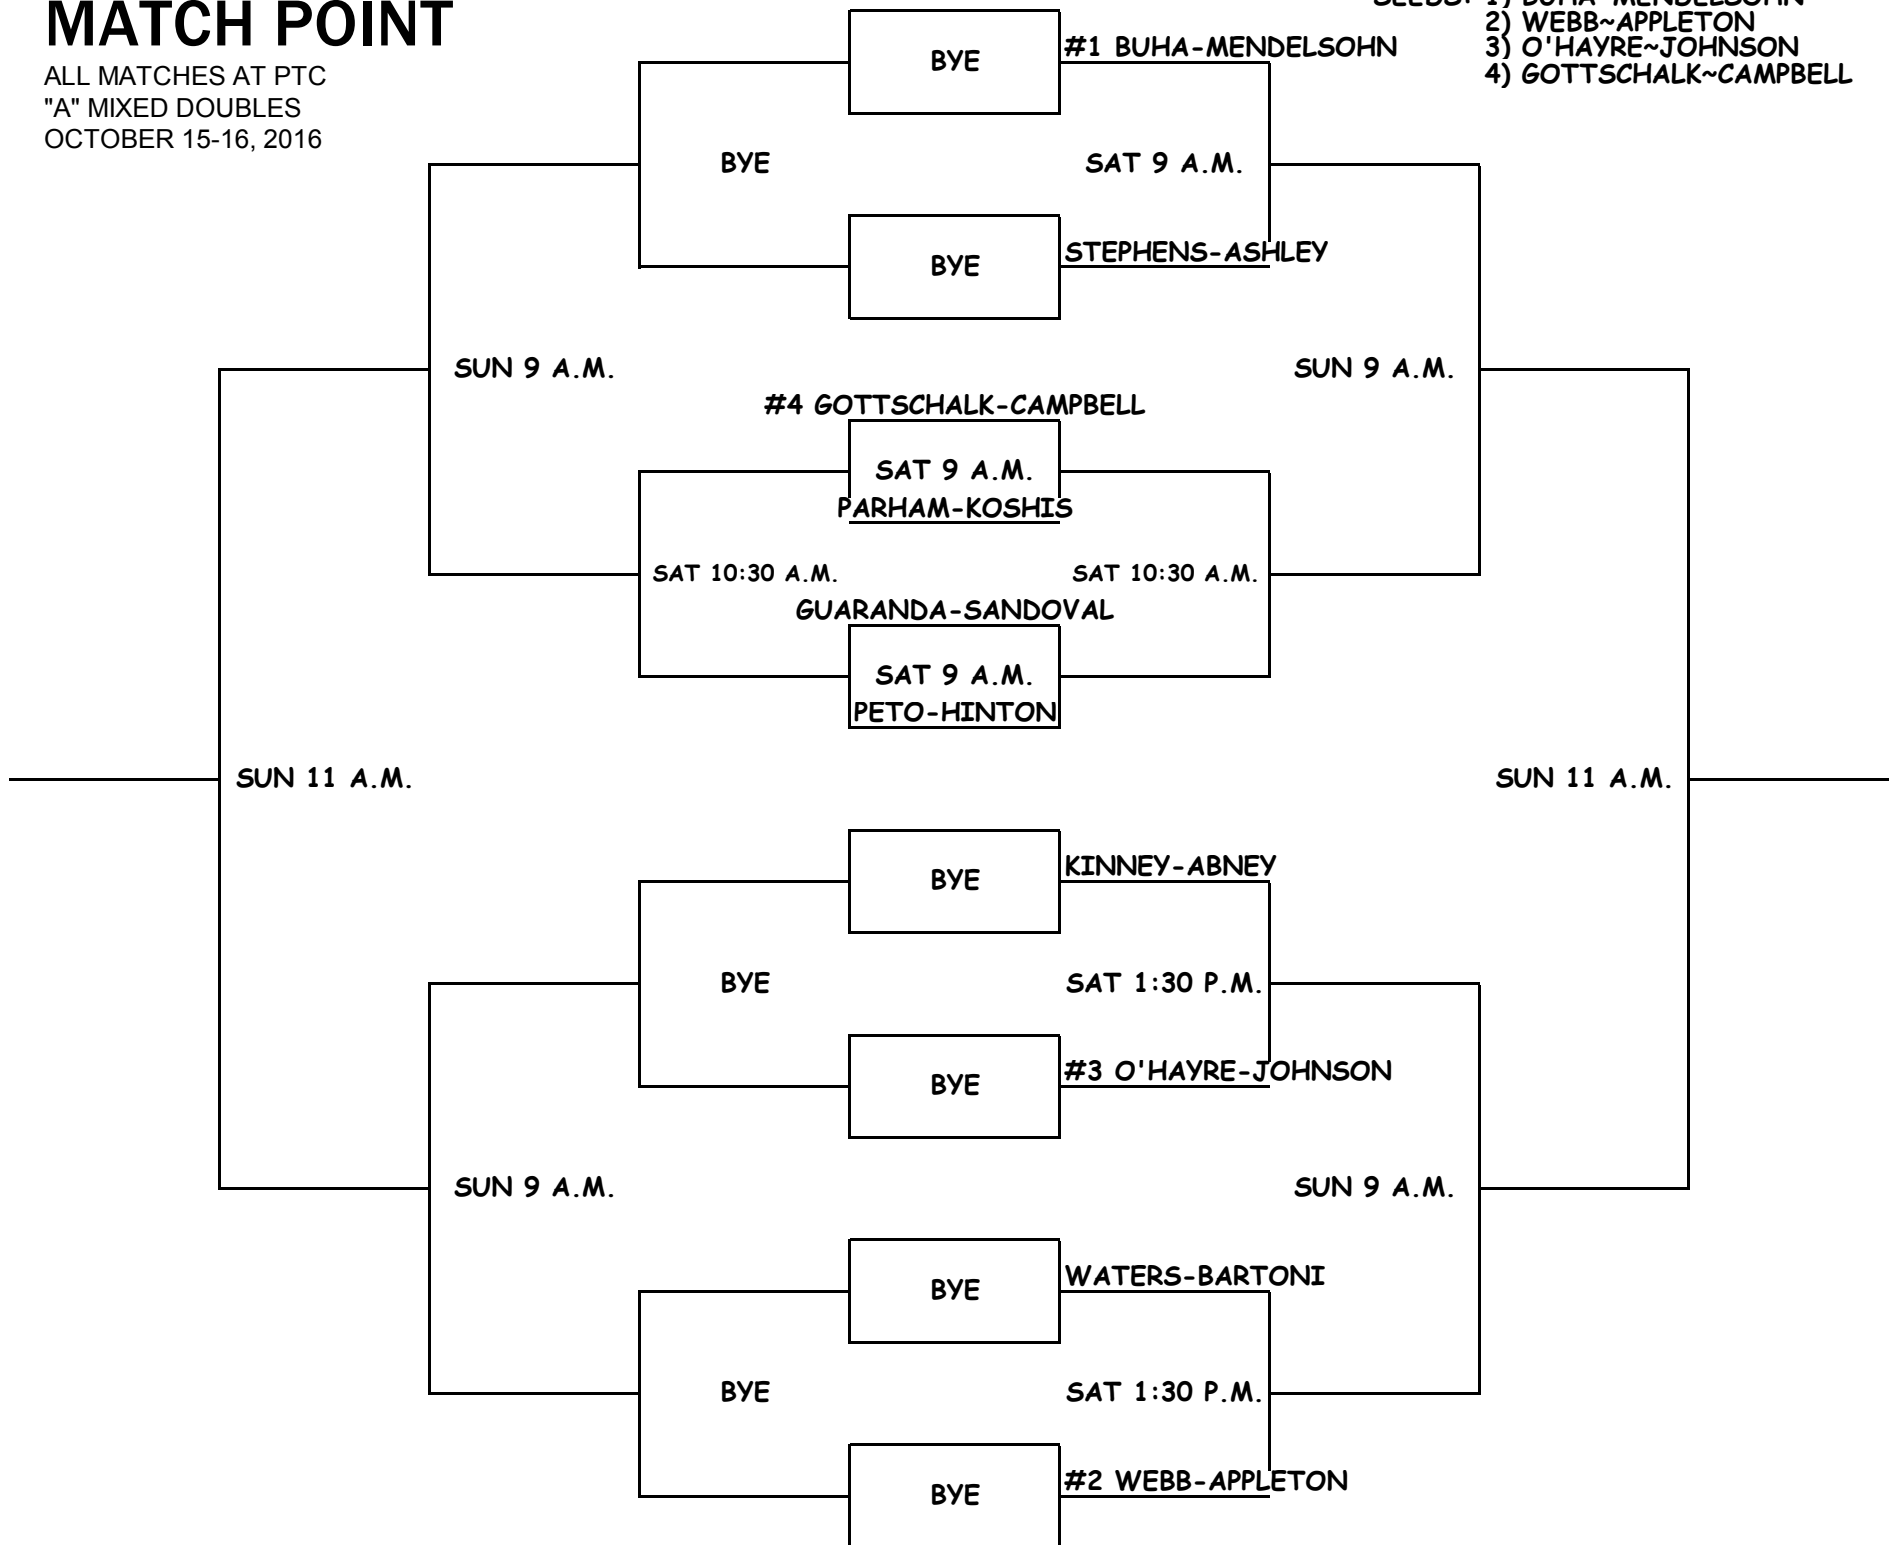 MATCH POINT
ALL MATCHES AT PTC
"A" MIXED DOUBLES
OCTOBER 15-16, 2016
SEEDS: 1) BUHA~MENDELSOHN
2) WEBB~APPLETON
3) O'HAYRE~JOHNSON
4) GOTTSCHALK~CAMPBELL
BYE
#1 BUHA-MENDELSOHN
BYE
SAT 9 A.M.
BYE
STEPHENS-ASHLEY
SUN 9 A.M.
SUN 9 A.M.
#4 GOTTSCHALK-CAMPBELL
SAT 9 A.M.
PARHAM-KOSHIS
SAT 10:30 A.M.
SAT 10:30 A.M.
GUARANDA-SANDOVAL
SAT 9 A.M.
PETO-HINTON
SUN 11 A.M.
SUN 11 A.M.
BYE
KINNEY-ABNEY
BYE
SAT 1:30 P.M.
BYE
#3 O'HAYRE-JOHNSON
SUN 9 A.M.
SUN 9 A.M.
BYE
WATERS-BARTONI
BYE
SAT 1:30 P.M.
BYE
#2 WEBB-APPLETON